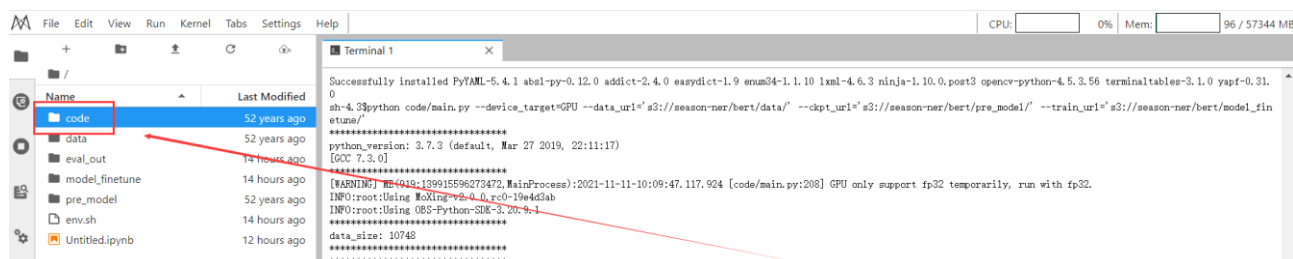 File Edit View Run Kernel Tabs Settings Help
CPU: 0% Mem: 96 / 57344 MB
Terminal 1
/
Name Last Modified
code 52 years ago
data 52 years ago
eval_out 14 hours ago
model_finetune 14 hours ago
pre_model 52 years ago
env.sh 14 hours ago
Untitled.ipynb 12 hours ago
Successfully installed PyYAML-5.4.1 absl-py-0.12.0 addict-2.4.0 easydict-1.9 enum34-1.1.10 lxml-4.6.3 ninja-1.10.0.post3 opencv-python-4.5.3.56 terminaltables-3.1.0 yapf-0.31.
0
sh-4.3$python code/main.py --device_target=GPU --data_url='s3://season-ner/bert/data/' --ckpt_url='s3://season-ner/bert/pre_model/' --train_url='s3://season-ner/bert/model_fin
etune/'
**********************************
python_version: 3.7.3 (default, Mar 27 2019, 22:11:17)
[GCC 7.3.0]
**********************************
[WARNING] ME(919:139915596273472,MainProcess):2021-11-11-10:09:47.117.924 [code/main.py:208] GPU only support fp32 temporarily, run with fp32.
INFO:root:Using MoXing-v2.0.0.rc0-19e4d3ab
INFO:root:Using OBS-Python-SDK-3.20.9.1
**********************************
data_size: 10748
**********************************